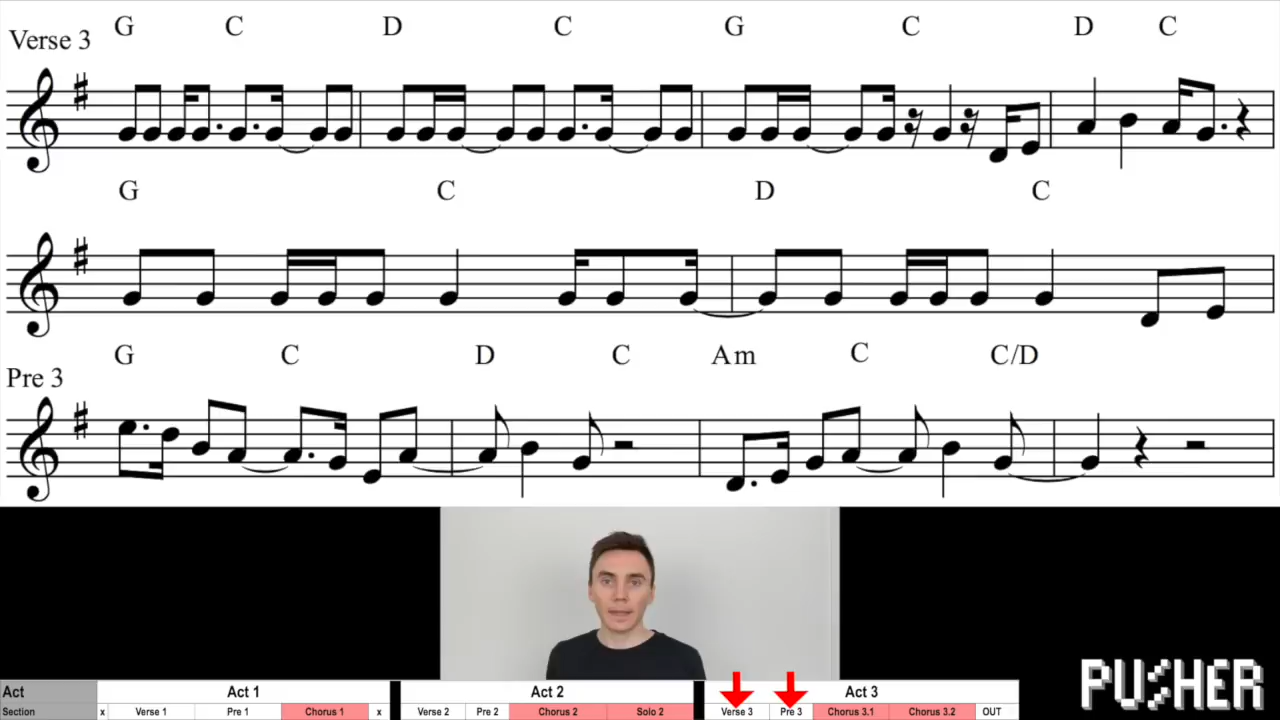 G C D C G C D C
Verse 3
G C D C
G C D C Am C C/D
Pre 3
PUSHER
Act Act 1 Act 2 Act 3
Section x Verse 1 Pre 1 Chorus 1 x Verse 2 Pre 2 Chorus 2 Solo 2 Verse 3 Pre 3 Chorus 3.1 Chorus 3.2 OUT